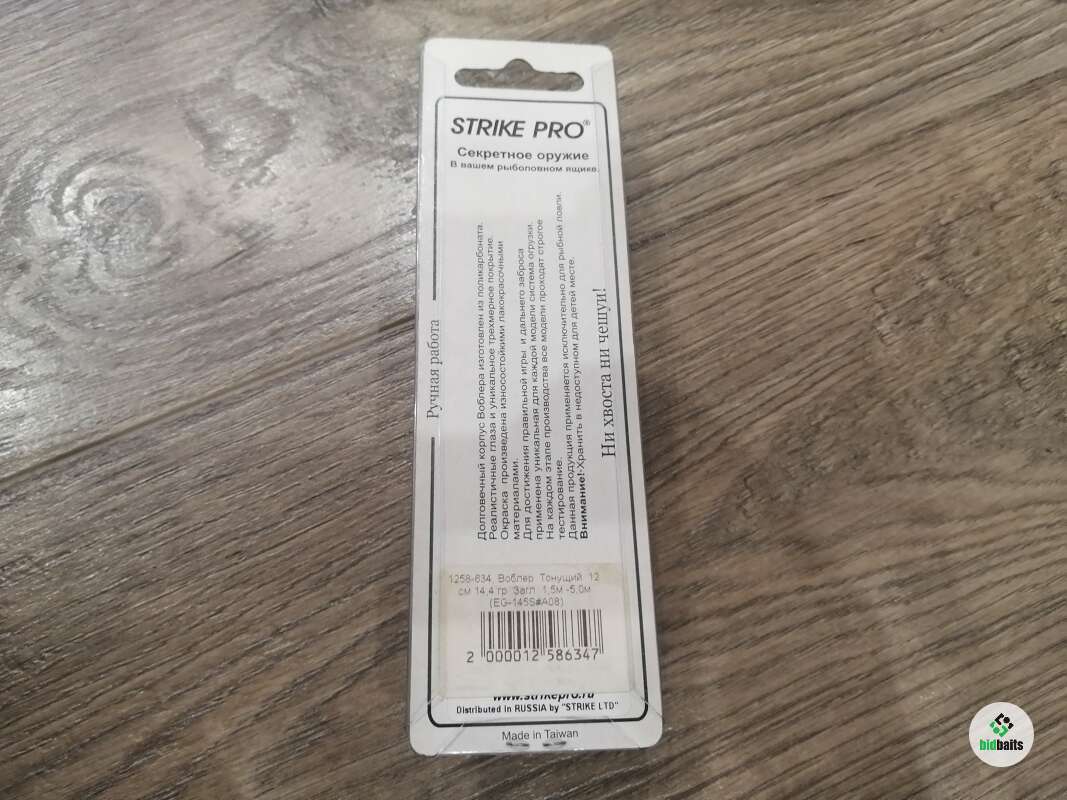 STRIKE PRO®
Секретное оружие
В вашем рыболовном ящике.
Ручная работа
Долговечный корпус Воблера изготовлен из поликарбоната.
Реалистичные глаза и уникальное трехмерное покрытие.
Окраска произведена износостойкими лакокрасочными
материалами.
Для достижения правильной игры и дальнего заброса
применена уникальная для каждой модели система огрузки.
На каждом этапе производства все модели проходят строгое
тестирование.
Данная продукция применяется исключительно для рыбной ловли.
Внимание!-Хранить в недоступном для детей месте.
Ни хвоста ни чешуи!
1258-634, Воблер Тонущий 12
см 14,4 гр. Загл. 1,5м -5,0м
(EG-145S#A08)
2 000012 586347
www.strikepro.ru
Distributed in RUSSIA by "STRIKE LTD"
Made in Taiwan
bidbaits